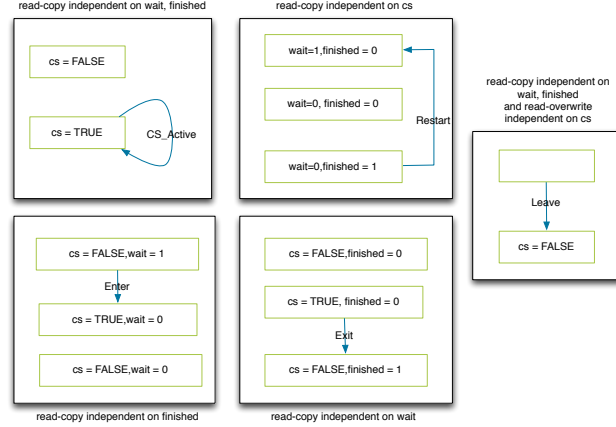 read-copy independent on wait, finished
cs = FALSE
cs = TRUE
CS_Active
read-copy independent on cs
wait=1,finished = 0
wait=0, finished = 0
Restart
wait=0,finished = 1
read-copy independent on
wait, finished
and read-overwrite
independent on cs
Leave
cs = FALSE
cs = FALSE,wait = 1
Enter
cs = TRUE,wait = 0
cs = FALSE,wait = 0
read-copy independent on finished
cs = FALSE,finished = 0
cs = TRUE, finished = 0
Exit
cs = FALSE,finished = 1
read-copy independent on wait